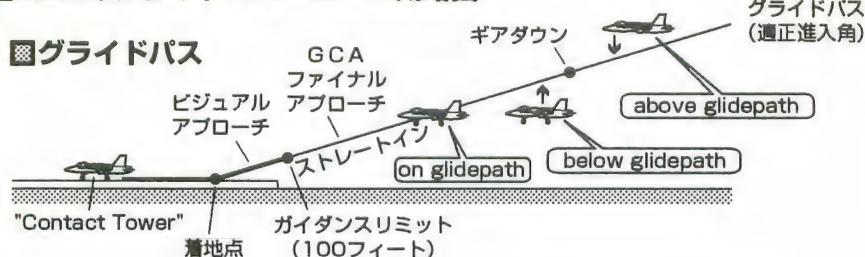 グライドパス
(適正進入角)
▩グライドパス
GCA
ファイナル
アプローチ
ギアダウン
ビジュアル
アプローチ
ストレートイン
above glidepath
on glidepath
below glidepath
"Contact Tower"
着地点
ガイダンスリミット
(100フィート)